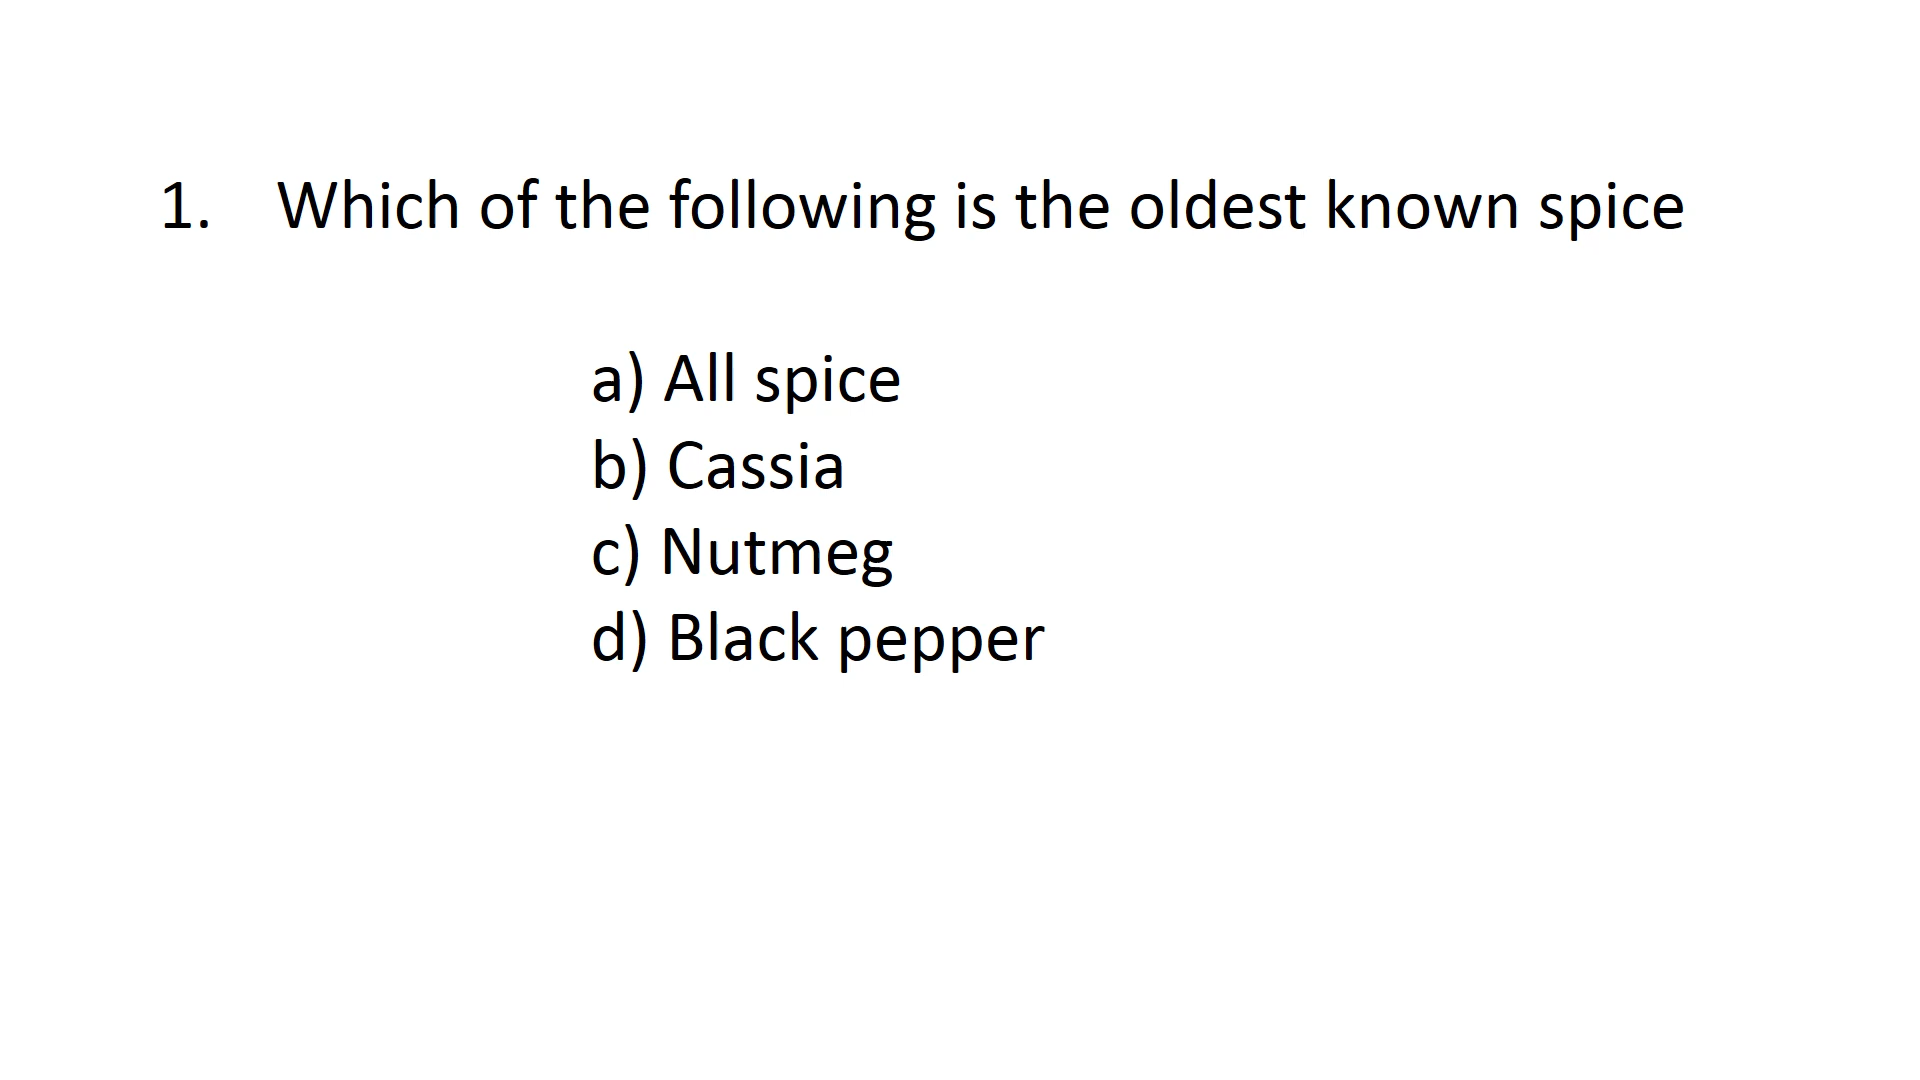 1. Which of the following is the oldest known spice
a) All spice
b) Cassia
c) Nutmeg
d) Black pepper